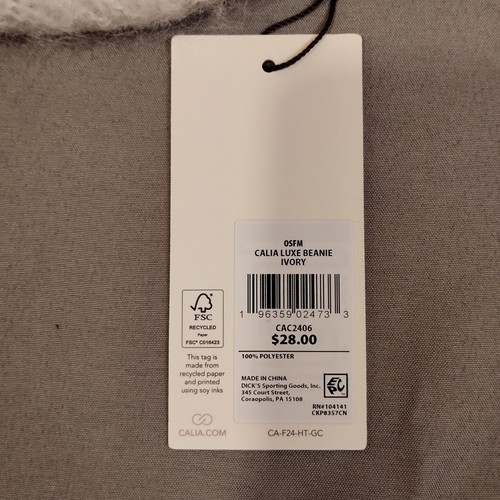 OSFM
CALIA LUXE BEANIE
IVORY
1 96359 02473 3
CAC2406
$28.00
100% POLYESTER
MADE IN CHINA
DICK'S Sporting Goods, Inc.
345 Court Street,
Coraopolis, PA 15108
RN#104141
CKP8357CN
FSC
RECYCLED
Paper
FSC® C016423
This tag is
made from
recycled paper
and printed
using soy inks
CALIA.COM
CA-F24-HT-GC